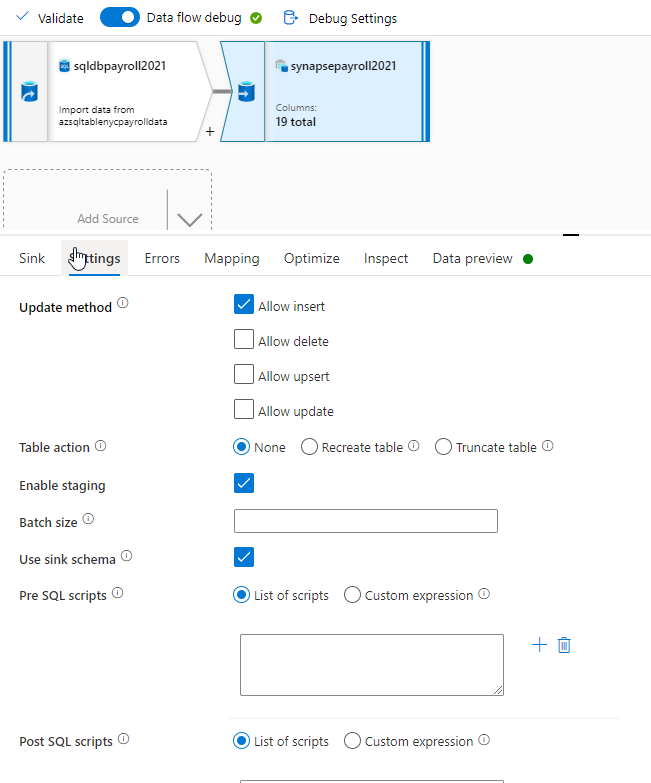 Validate
Data flow debug
Debug Settings
sqldbpayroll2021
Import data from
azsqltablenycpayrolldata
+
synapsepayroll2021
Columns:
19 total
Add Source
Sink
Settings
Errors
Mapping
Optimize
Inspect
Data preview
Update method
Allow insert
Allow delete
Allow upsert
Allow update
Table action
None
Recreate table
Truncate table
Enable staging
Batch size
Use sink schema
Pre SQL scripts
List of scripts
Custom expression
Post SQL scripts
List of scripts
Custom expression